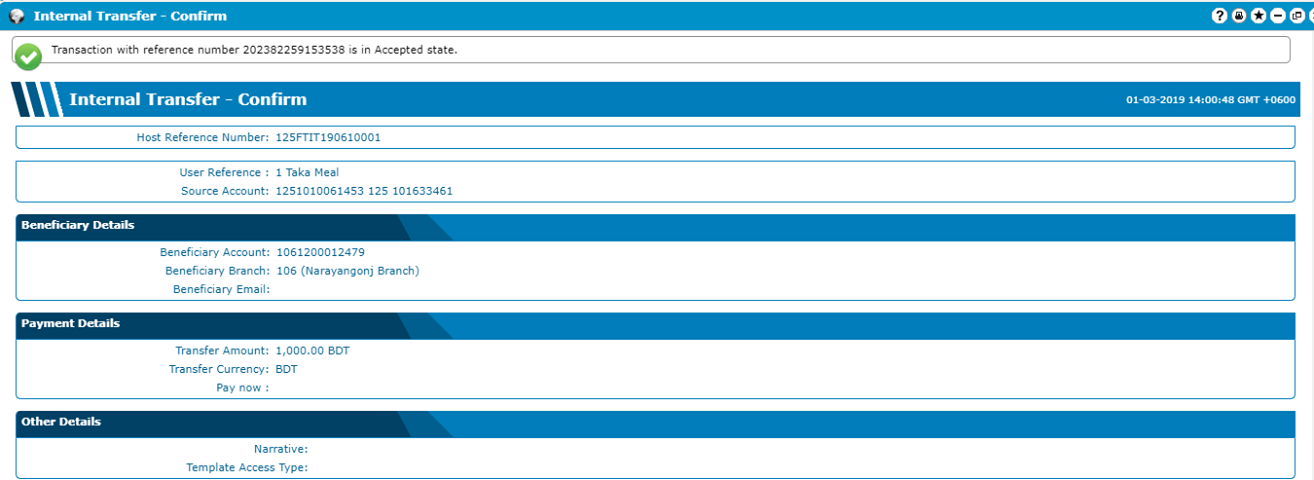 Internal Transfer - Confirm
Transaction with reference number 202382259153538 is in Accepted state.
Internal Transfer - Confirm 01-03-2019 14:00:48 GMT +0600
Host Reference Number: 125FTIT190610001
User Reference : 1 Taka Meal
Source Account: 1251010061453 125 101633461
Beneficiary Details
Beneficiary Account: 1061200012479
Beneficiary Branch: 106 (Narayangonj Branch)
Beneficiary Email:
Payment Details
Transfer Amount: 1,000.00 BDT
Transfer Currency: BDT
Pay now :
Other Details
Narrative:
Template Access Type: